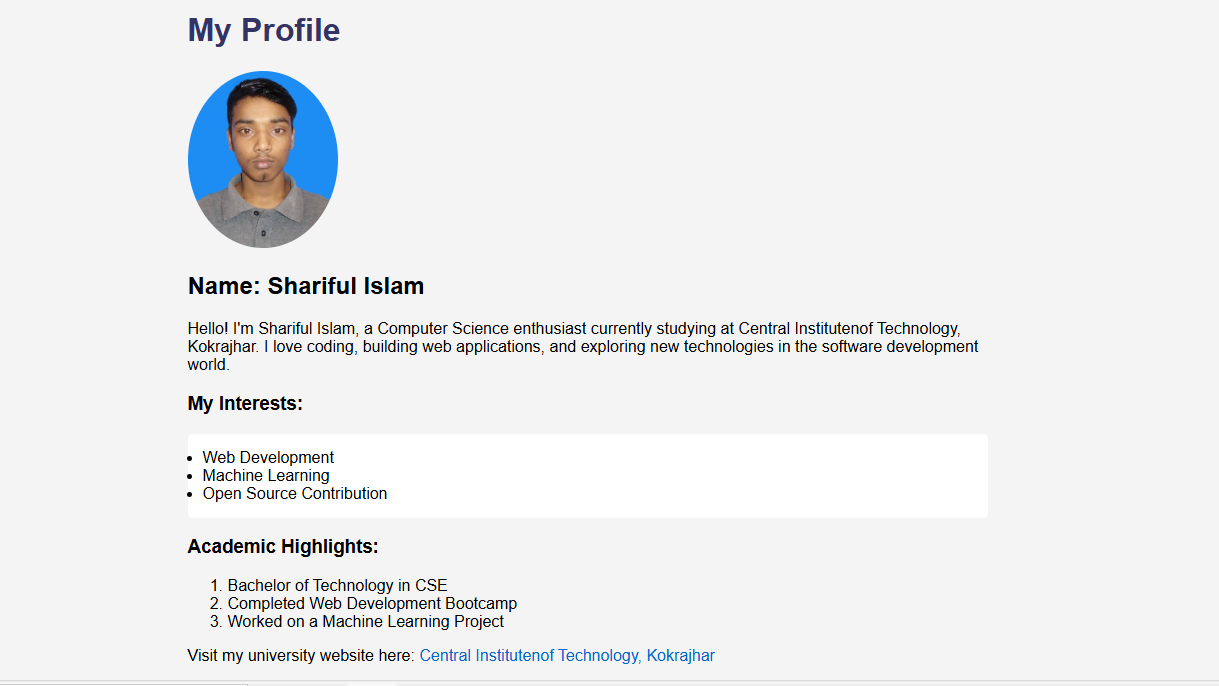 My Profile
Name: Shariful Islam
Hello! I'm Shariful Islam, a Computer Science enthusiast currently studying at Central Institutenof Technology,
Kokrajhar. I love coding, building web applications, and exploring new technologies in the software development
world.
My Interests:
• Web Development
• Machine Learning
• Open Source Contribution
Academic Highlights:
1. Bachelor of Technology in CSE
2. Completed Web Development Bootcamp
3. Worked on a Machine Learning Project
Visit my university website here: Central Institutenof Technology, Kokrajhar